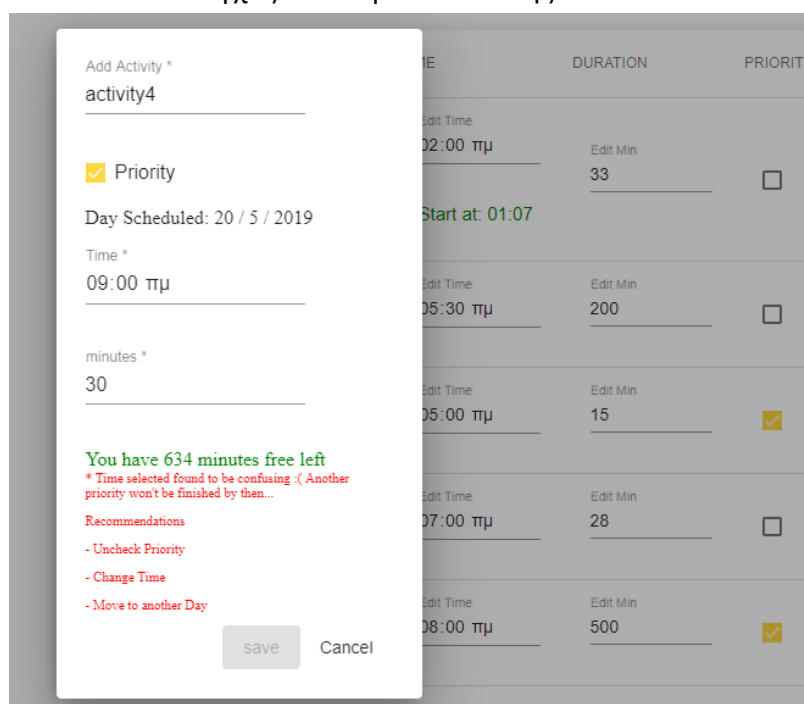 Add Activity *
activity4
Priority
Day Scheduled: 20 / 5 / 2019
Time *
09:00 πμ
minutes *
30
You have 634 minutes free left
* Time selected found to be confusing :( Another
priority won't be finished by then...
Recommendations
- Uncheck Priority
- Change Time
- Move to another Day
save Cancel
DURATION
Edit Time
02:00 πμ
Edit Min
33
Start at: 01:07
Edit Time
05:30 πμ
Edit Min
200
Edit Time
05:00 πμ
Edit Min
15
Edit Time
07:00 πμ
Edit Min
28
Edit Time
08:00 πμ
Edit Min
500